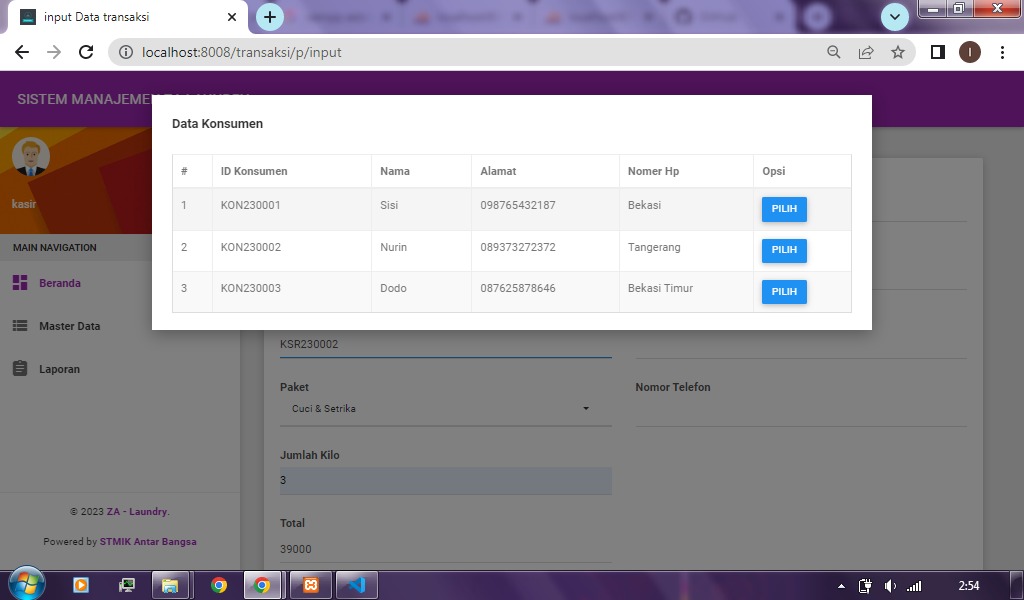 input Data transaksi
localhost:8008/transaksi/p/input
I
SISTEM MANAJEMEN
Data Konsumen
# ID Konsumen Nama Alamat Nomer Hp Opsi
1 KON230001 Sisi 098765432187 Bekasi PILIH
2 KON230002 Nurin 089373272372 Tangerang PILIH
3 KON230003 Dodo 087625878646 Bekasi Timur PILIH
kasir
MAIN NAVIGATION
Beranda
Master Data
Laporan
KSR230002
Paket
Cuci & Setrika
Nomor Telefon
Jumlah Kilo
3
Total
39000
© 2023 ZA - Laundry.
Powered by STMIK Antar Bangsa
2:54